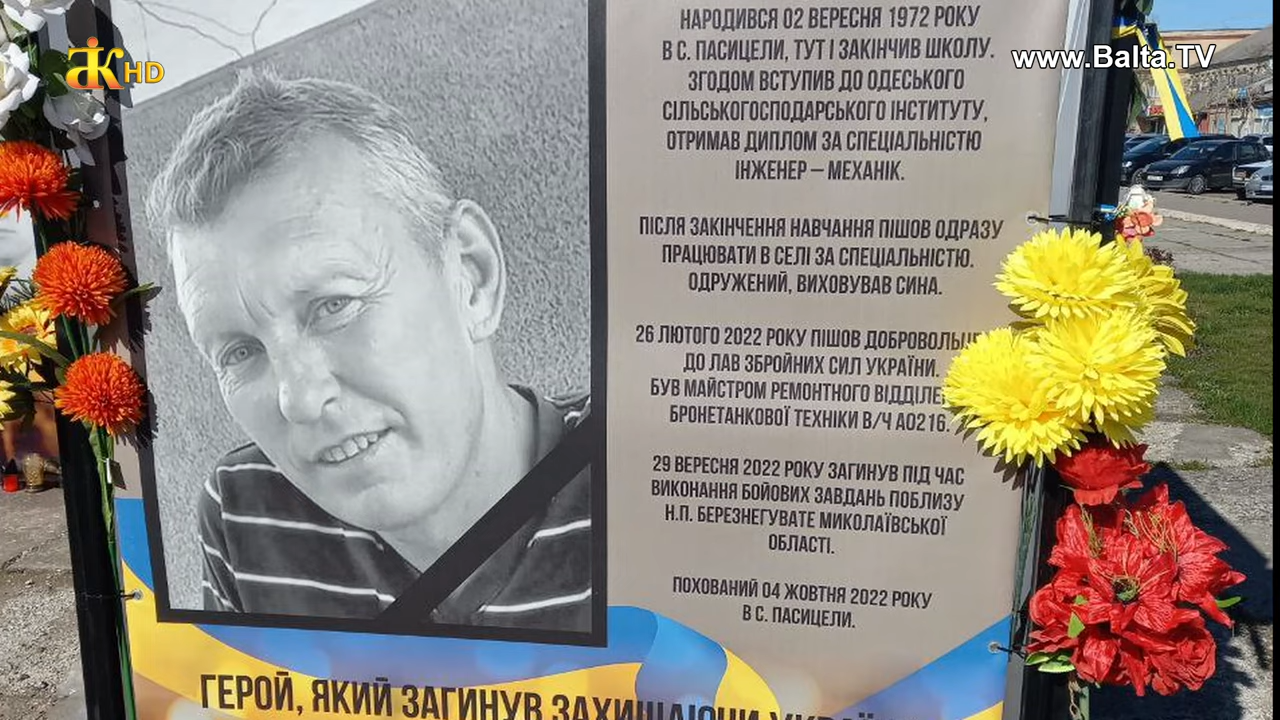 ЖК HD
www.Balta.TV
НАРОДИВСЯ 02 ВЕРЕСНЯ 1972 РОКУ
В С. ПАСИЦЕЛИ, ТУТ І ЗАКІНЧИВ ШКОЛУ.
ЗГОДОМ ВСТУПИВ ДО ОДЕСЬКОГО
СІЛЬСЬКОГОСПОДАРСЬКОГО ІНСТИТУТУ,
ОТРИМАВ ДИПЛОМ ЗА СПЕЦІАЛЬНІСТЮ
ІНЖЕНЕР – МЕХАНІК.
ПІСЛЯ ЗАКІНЧЕННЯ НАВЧАННЯ ПІШОВ ОДРАЗУ
ПРАЦЮВАТИ В СЕЛІ ЗА СПЕЦІАЛЬНІСТЮ.
ОДРУЖЕНИЙ, ВИХОВУВАВ СИНА.
26 ЛЮТОГО 2022 РОКУ ПІШОВ ДОБРОВОЛЬЦЕ
ДО ЛАВ ЗБРОЙНИХ СИЛ УКРАЇНИ.
БУВ МАЙСТРОМ РЕМОНТНОГО ВІДДІЛЕ
БРОНЕТАНКОВОЇ ТЕХНІКИ В/Ч А0216.
29 ВЕРЕСНЯ 2022 РОКУ ЗАГИНУВ ПІД ЧАС
ВИКОНАННЯ БОЙОВИХ ЗАВДАНЬ ПОБЛИЗУ
Н.П. БЕРЕЗНЕГУВАТЕ МИКОЛАЇВСЬКОЇ
ОБЛАСТІ.
ПОХОВАНИЙ 04 ЖОВТНЯ 2022 РОКУ
В С. ПАСИЦЕЛИ.
ГЕРОЙ, ЯКИЙ ЗАГИНУВ ЗАХИЩАЮЧИ